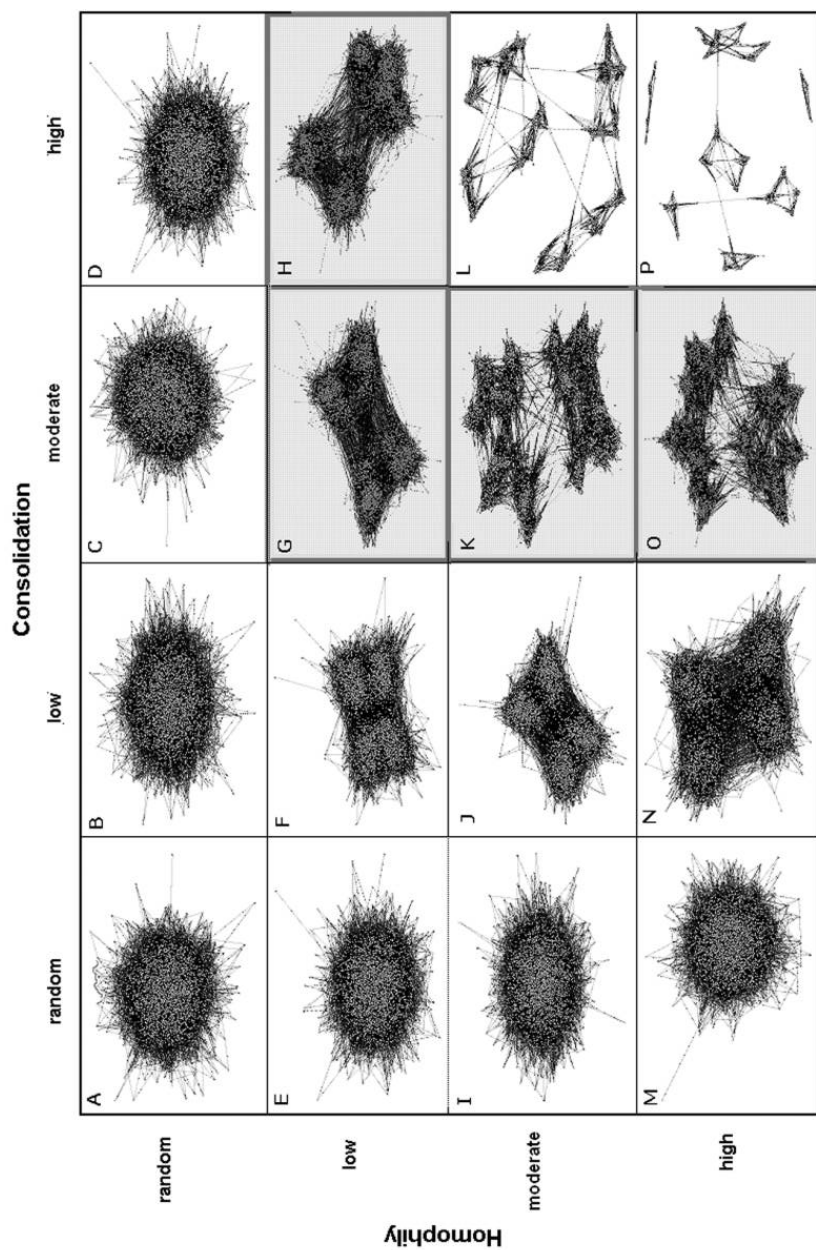 Consolidation
random low moderate high
Homophily
random
A B C D
low
E F G H
moderate
I J K L
high
M N O P